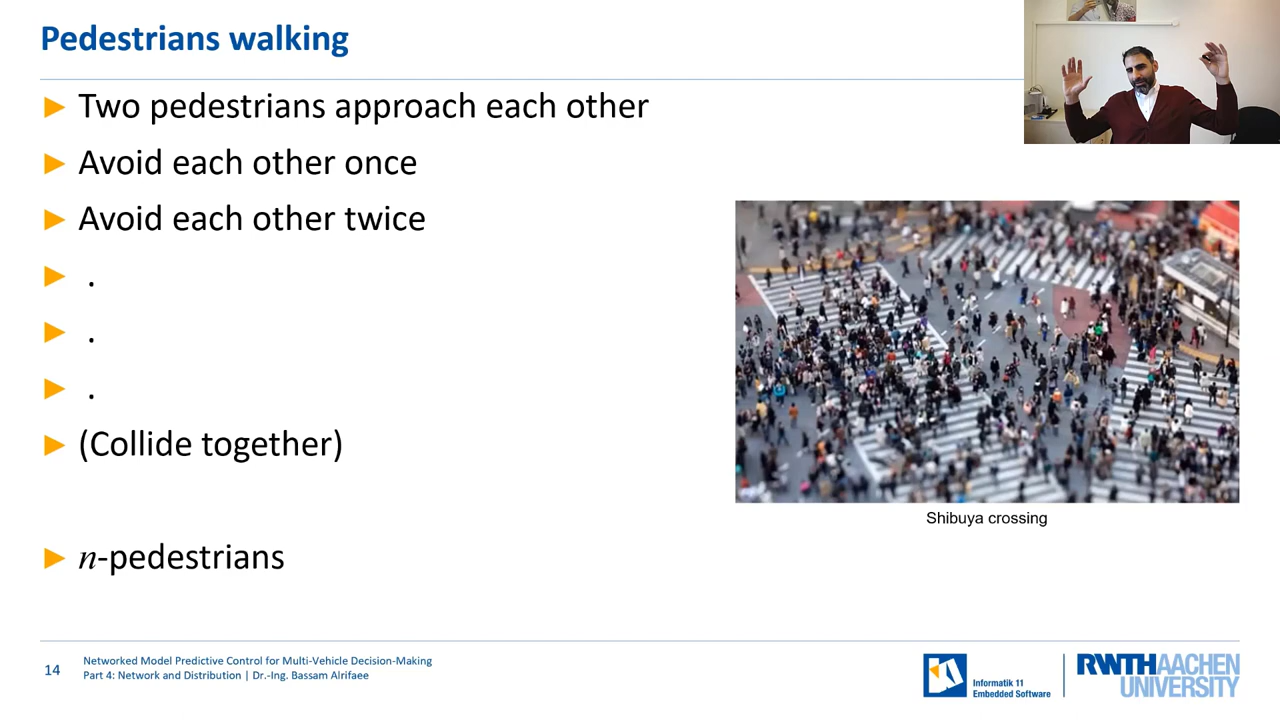 Pedestrians walking
► Two pedestrians approach each other
► Avoid each other once
► Avoid each other twice
► .
► .
► .
► (Collide together)
► n-pedestrians
Shibuya crossing
14
Networked Model Predictive Control for Multi-Vehicle Decision-Making
Part 4: Network and Distribution | Dr.-Ing. Bassam Alrifaee
Informatik 11
Embedded Software
RWTH AACHEN
UNIVERSITY